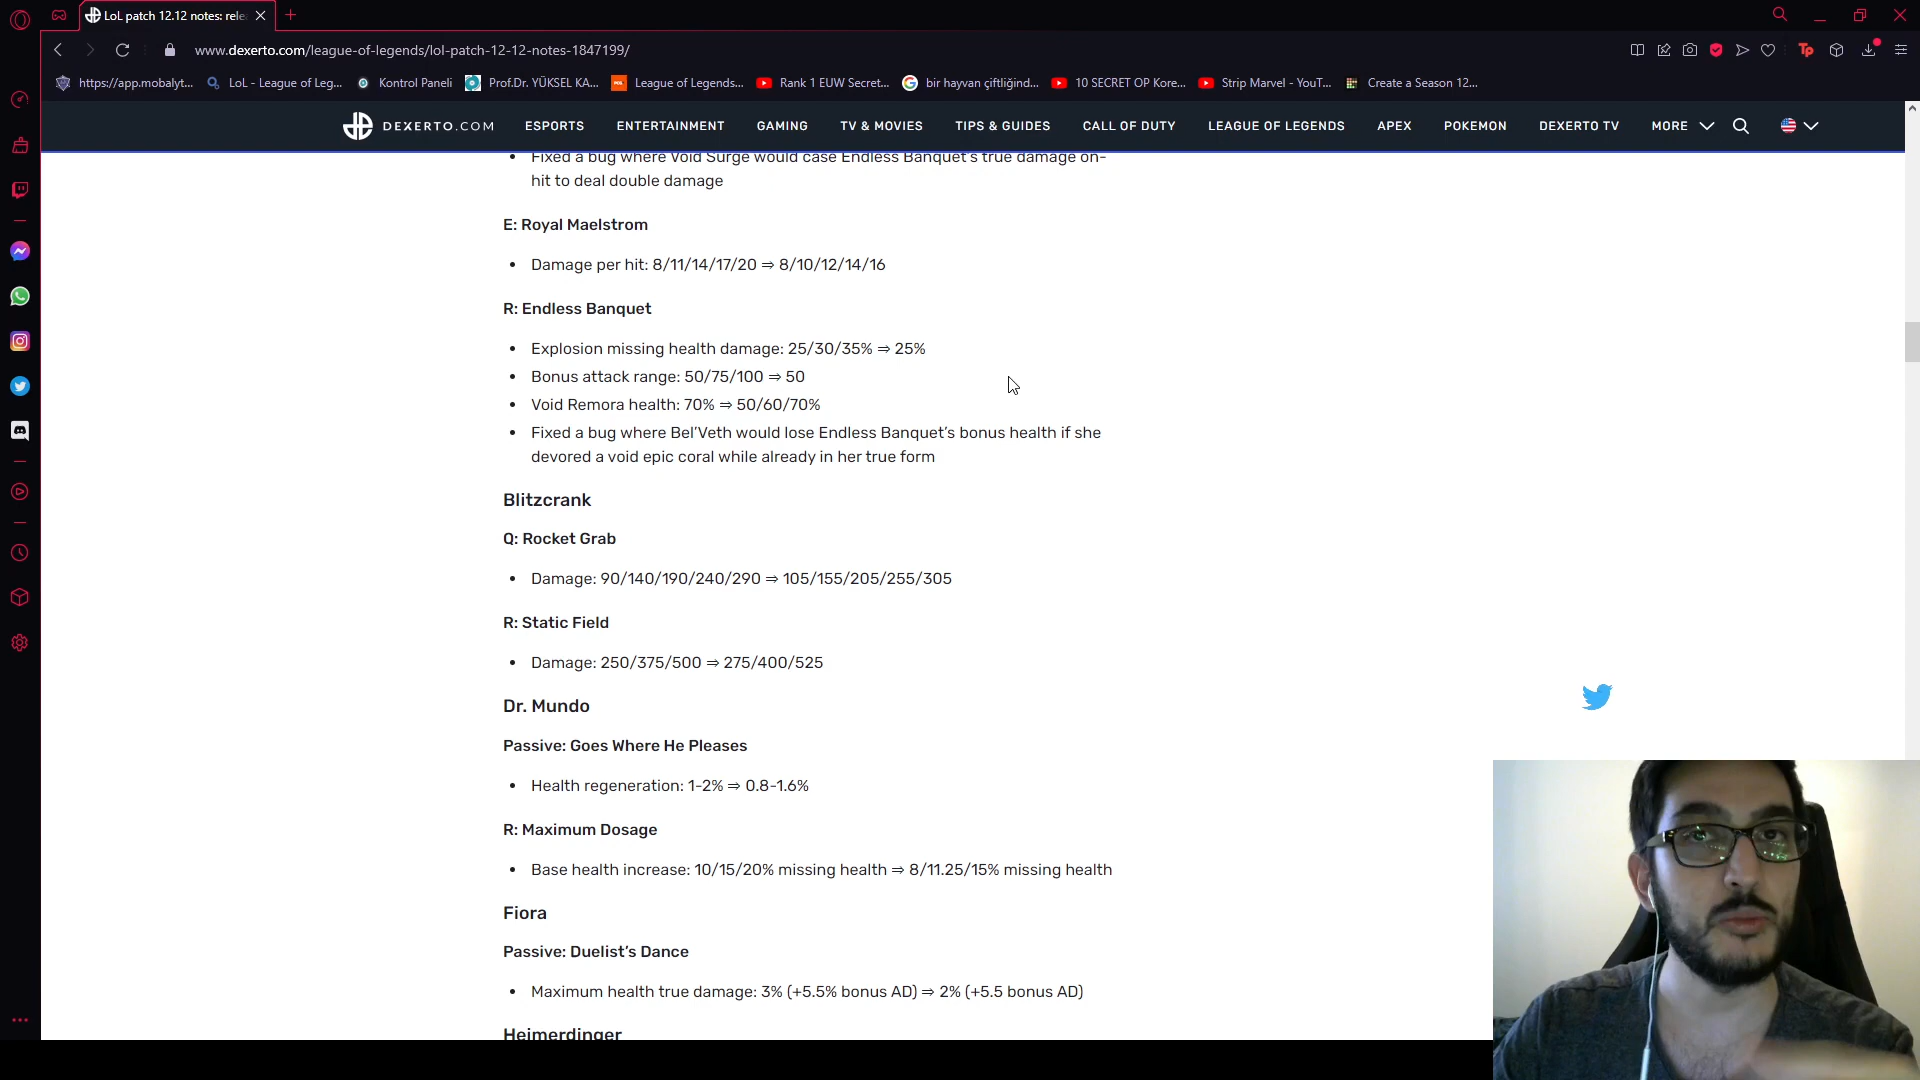 LoL patch 12.12 notes: rele
www.dexerto.com/league-of-legends/lol-patch-12-12-notes-1847199/
Tp
https://app.mobalyt... LoL - League of Leg... Kontrol Paneli Prof.Dr. YÜKSEL KA... League of Legends... Rank 1 EUW Secret... bir hayvan çiftliğind... 10 SECRET OP Kore... Strip Marvel - YouT... Create a Season 12...
DEXERTO.COM ESPORTS ENTERTAINMENT GAMING TV & MOVIES TIPS & GUIDES CALL OF DUTY LEAGUE OF LEGENDS APEX POKEMON DEXERTO TV MORE
• Fixed a bug where Void Surge would case Endless Banquet's true damage on-
hit to deal double damage
E: Royal Maelstrom
• Damage per hit: 8/11/14/17/20 ⇒ 8/10/12/14/16
R: Endless Banquet
• Explosion missing health damage: 25/30/35% ⇒ 25%
• Bonus attack range: 50/75/100 ⇒ 50
• Void Remora health: 70% ⇒ 50/60/70%
• Fixed a bug where Bel’Veth would lose Endless Banquet’s bonus health if she
devored a void epic coral while already in her true form
Blitzcrank
Q: Rocket Grab
• Damage: 90/140/190/240/290 ⇒ 105/155/205/255/305
R: Static Field
• Damage: 250/375/500 ⇒ 275/400/525
Dr. Mundo
Passive: Goes Where He Pleases
• Health regeneration: 1-2% ⇒ 0.8-1.6%
R: Maximum Dosage
• Base health increase: 10/15/20% missing health ⇒ 8/11.25/15% missing health
Fiora
Passive: Duelist’s Dance
• Maximum health true damage: 3% (+5.5% bonus AD) ⇒ 2% (+5.5 bonus AD)
Heimerdinger